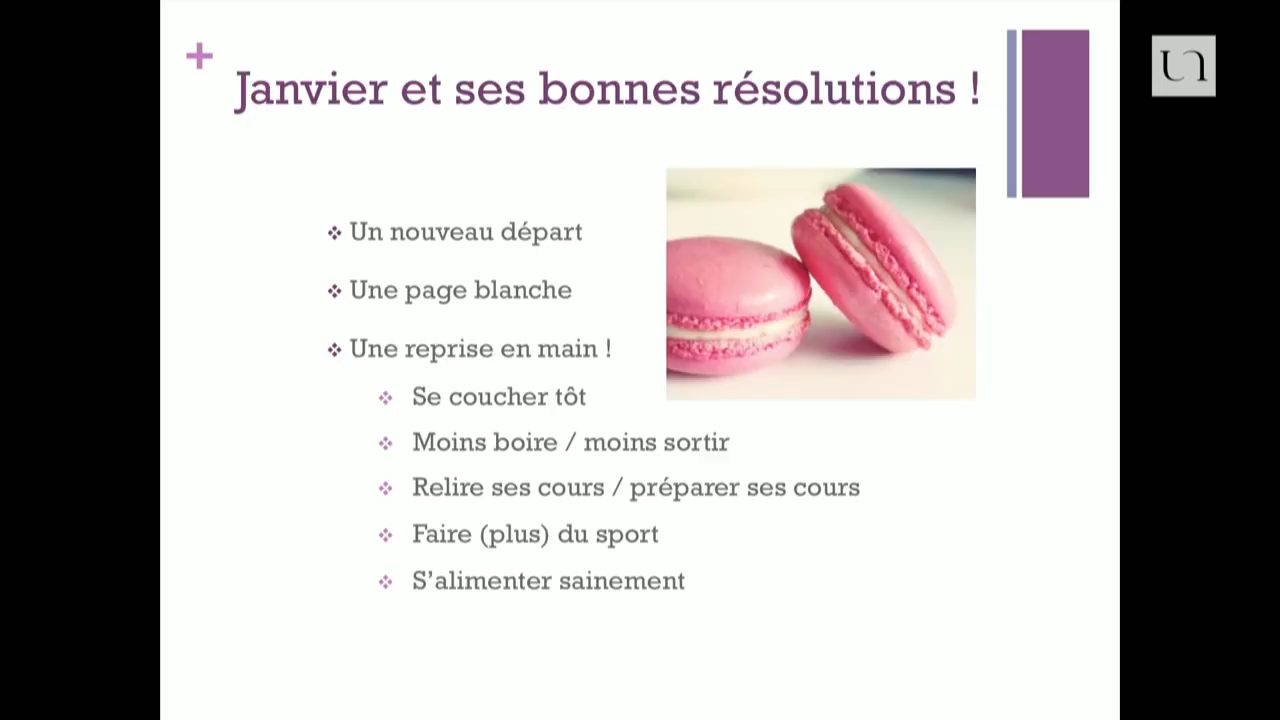 +
Janvier et ses bonnes résolutions !
❖ Un nouveau départ
❖ Une page blanche
❖ Une reprise en main !
❖ Se coucher tôt
❖ Moins boire / moins sortir
❖ Relire ses cours / préparer ses cours
❖ Faire (plus) du sport
❖ S’alimenter sainement